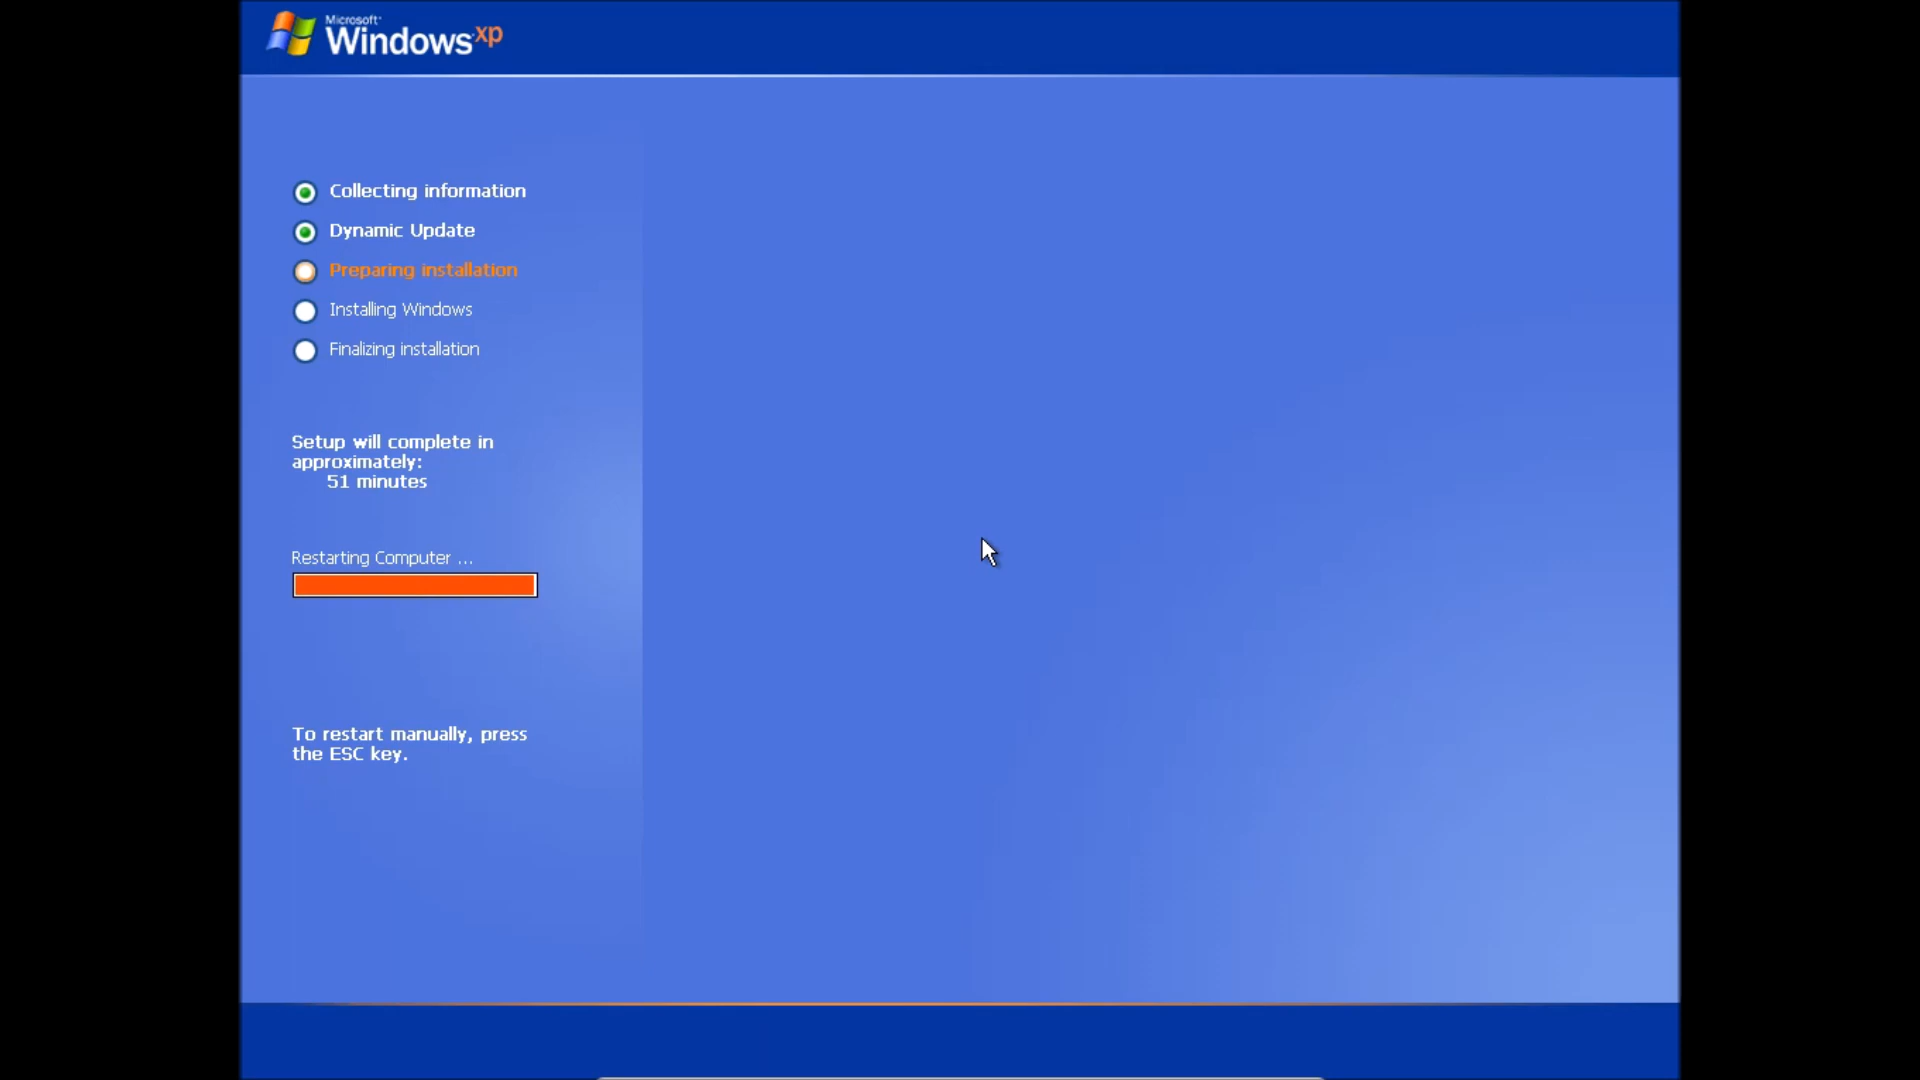 Microsoft
Windows xp
Collecting information
Dynamic Update
Preparing installation
Installing Windows
Finalizing installation
Setup will complete in
approximately:
51 minutes
Restarting Computer ...
To restart manually, press
the ESC key.